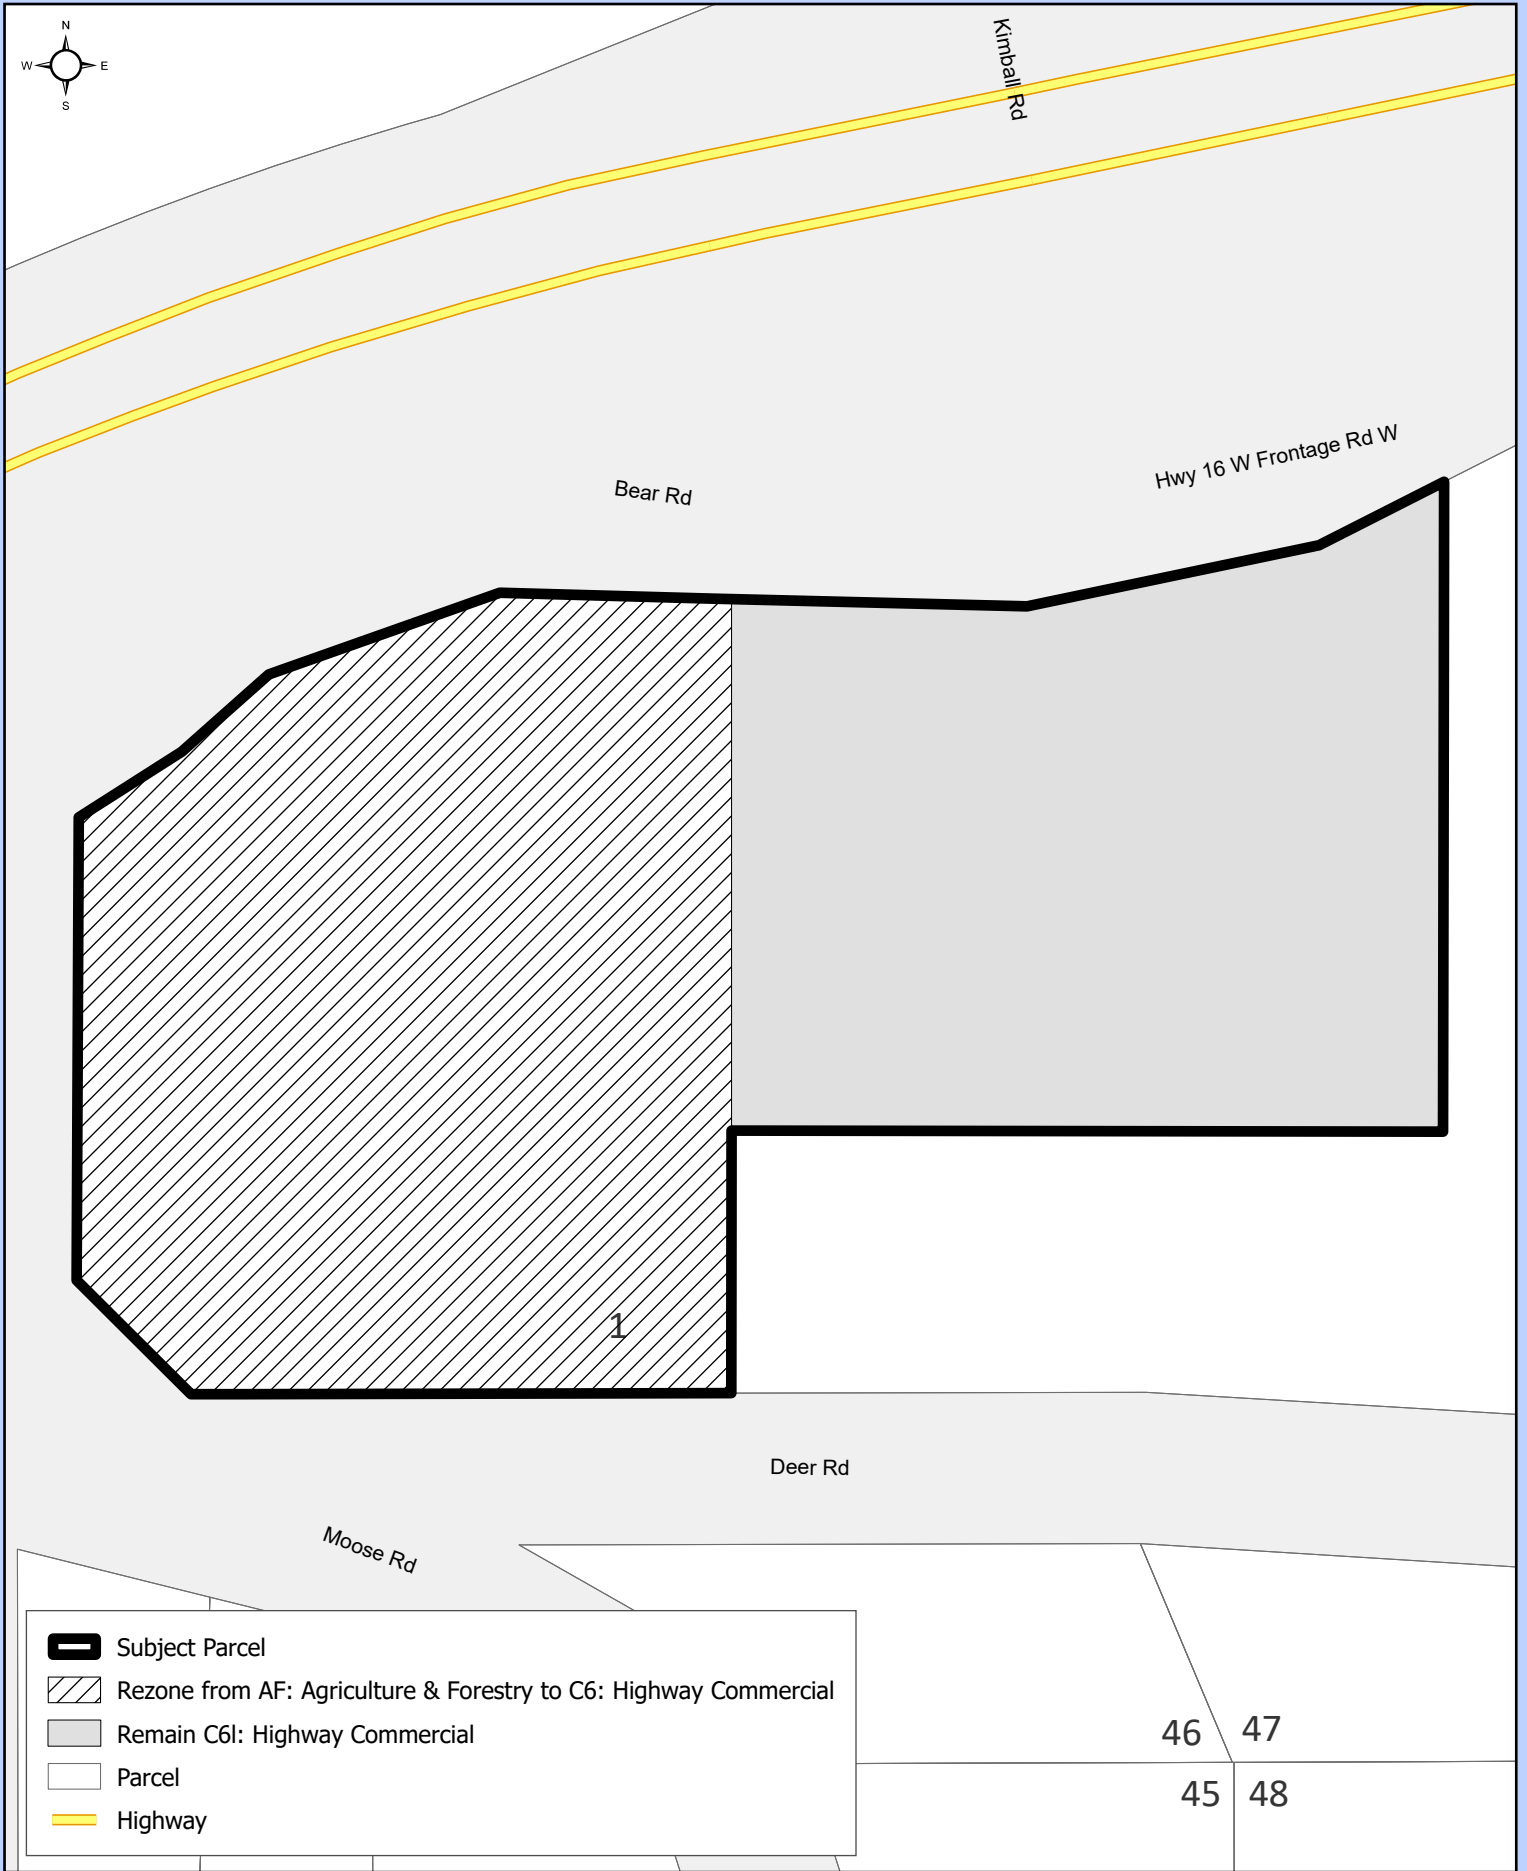 N
W E
S
Kimball Rd
Hwy 16 W Frontage Rd W
Bear Rd
1
Deer Rd
Moose Rd
Subject Parcel
Rezone from AF: Agriculture & Forestry to C6: Highway Commercial
Remain C6l: Highway Commercial
Parcel
Highway
46 47
45 48